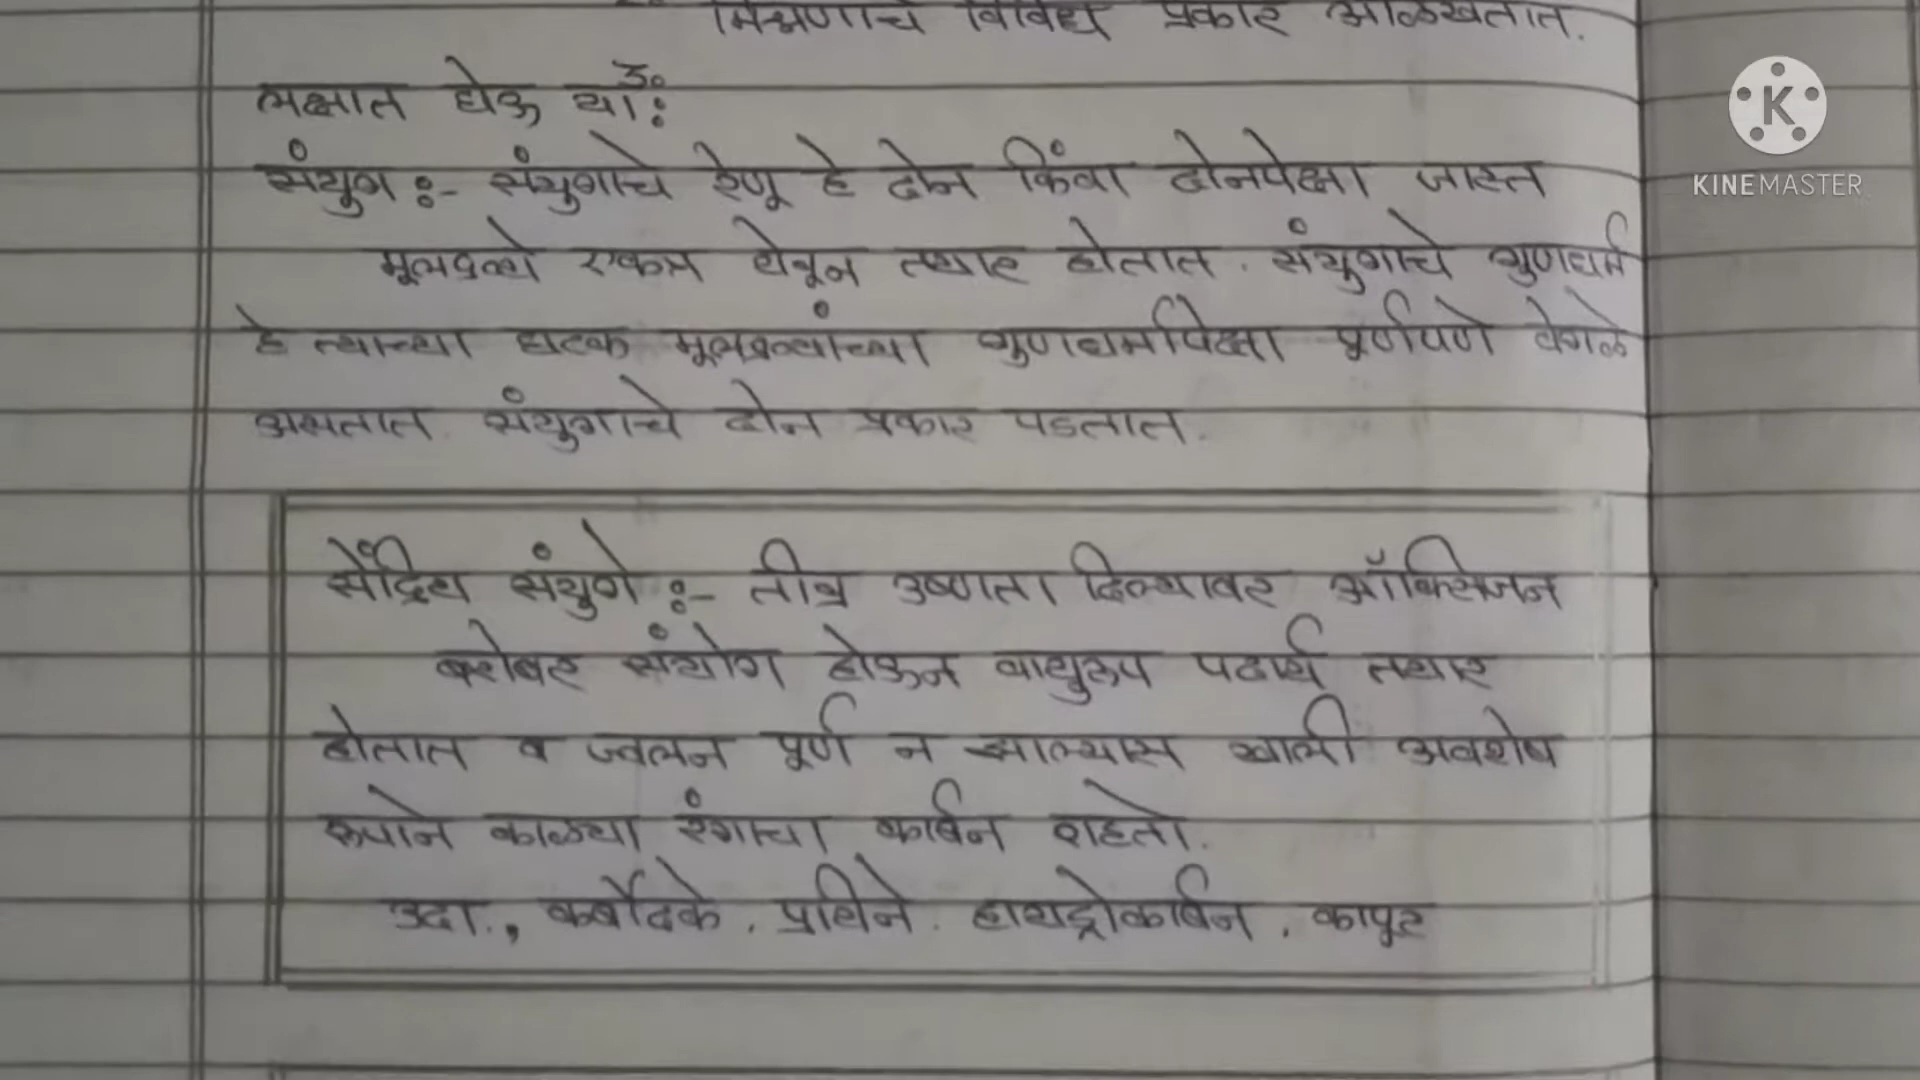 मिश्रणाचे विविध प्रकार ओळखतात.
लक्षात घेऊ या :
संयुग :- संयुगाचे रेणू हे दोन किंवा दोनपेक्षा जास्त
मूलद्रव्ये एकत्र येवून तयार होतात. संयुगाचे गुणधर्म
हे त्याच्या घटक मूलद्रव्यांच्या गुणधर्मापेक्षा पूर्णपणे वेगळे
असतात. संयुगाचे दोन प्रकार पडतात.
सेंद्रिय संयुगे :- तीव्र उष्णता दिल्यावर ऑक्सिजन
बरोबर संयोग होऊन वायुरुप पदार्थ तयार
होतात व ज्वलन पूर्ण न झाल्यास खाली अवशेष
रूपाने काळ्या रंगाचा कार्बन राहतो.
उदा., कर्बोदके, प्रथिने, हायड्रोकार्बन, कापूर
K
KINEMASTER